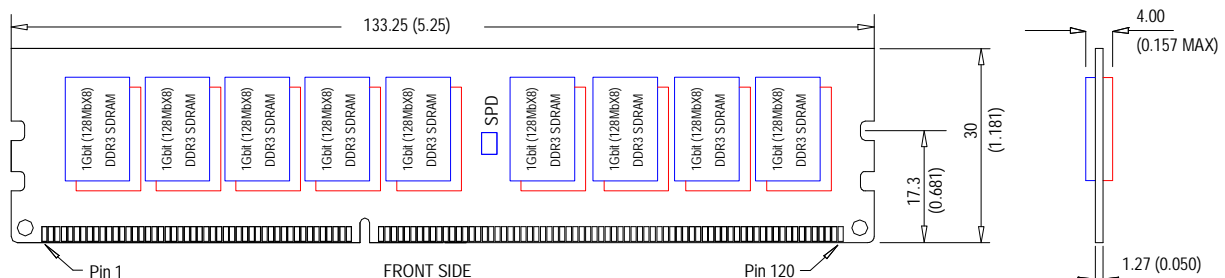 133.25 (5.25)
4.00
(0.157 MAX)
1Gbit (128MbX8)
DDR3 SDRAM
1Gbit (128MbX8)
DDR3 SDRAM
1Gbit (128MbX8)
DDR3 SDRAM
1Gbit (128MbX8)
DDR3 SDRAM
1Gbit (128MbX8)
DDR3 SDRAM
SPD
1Gbit (128MbX8)
DDR3 SDRAM
1Gbit (128MbX8)
DDR3 SDRAM
1Gbit (128MbX8)
DDR3 SDRAM
1Gbit (128MbX8)
DDR3 SDRAM
17.3
(0.681)
30
(1.181)
Pin 1
FRONT SIDE
Pin 120
1.27 (0.050)